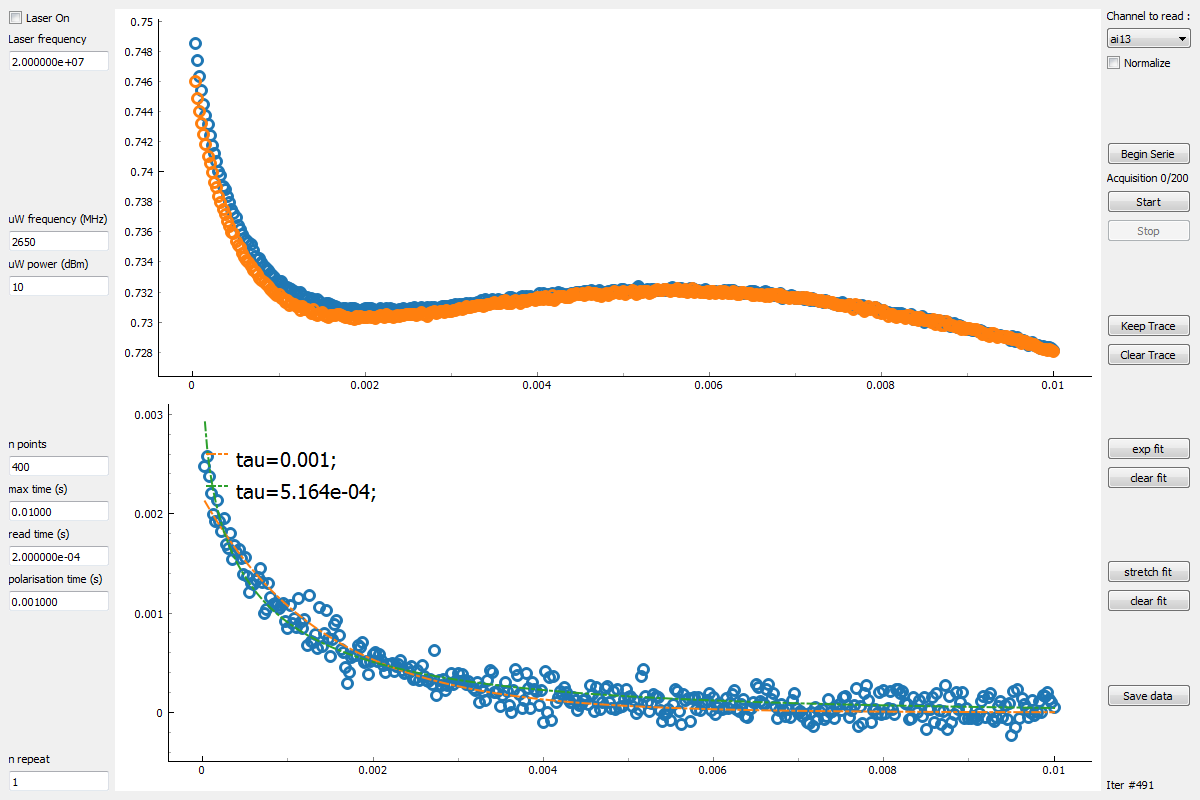 Laser On
Laser frequency
2.000000e+07
uW frequency (MHz)
2650
uW power (dBm)
10
n points
400
max time (s)
0.01000
read time (s)
2.000000e-04
polarisation time (s)
0.001000
n repeat
1
0.75
0.748
0.746
0.744
0.742
0.74
0.738
0.736
0.734
0.732
0.73
0.728
0
0.002
0.004
0.006
0.008
0.01
0.003
0.002
0.001
0
tau=0.001;
tau=5.164e-04;
0
0.002
0.004
0.006
0.008
0.01
Channel to read :
ai13
Normalize
Begin Serie
Acquisition 0/200
Start
Stop
Keep Trace
Clear Trace
exp fit
clear fit
stretch fit
clear fit
Save data
Iter #491